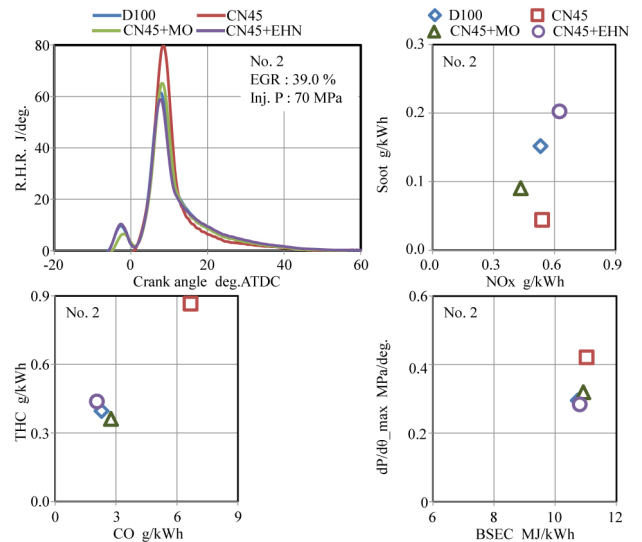 D100 CN45
CN45+MO CN45+EHN
80
60
40
20
0
-20 0 20 40 60
R.H.R. J/deg.
Crank angle deg.ATDC
No. 2
EGR : 39.0 %
Inj. P : 70 MPa
D100 CN45
CN45+MO CN45+EHN
0.3
0.2
0.1
0.0
0.0 0.3 0.6 0.9
Soot g/kWh
NOx g/kWh
No. 2
0.9
0.6
0.3
0.0
0 3 6 9
THC g/kWh
CO g/kWh
No. 2
0.6
0.4
0.2
0.0
6 8 10 12
dP/dθ_max MPa/deg.
BSEC MJ/kWh
No. 2